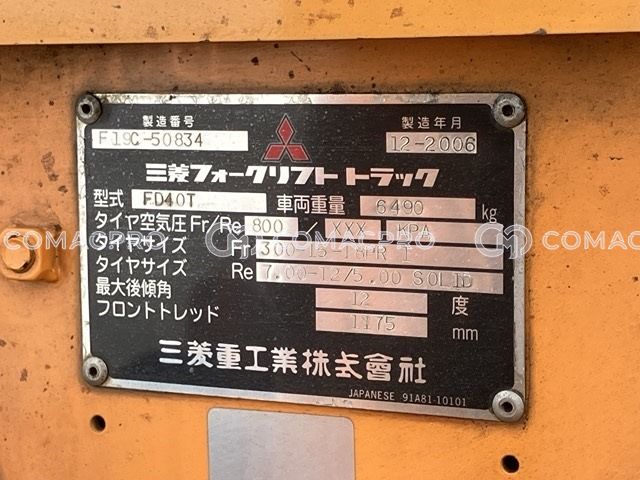 製造番号 製造年月
F19C-50834 12-2006
三菱フォークリフトトラック
型式 FD40T 車両重量 6490 kg
タイヤ空気圧 Fr/Re 800 / XXX KPA
タイヤサイズ Fr 300-15-18PR I
タイヤサイズ Re 7.00-12/5.00 SOLID
最大後傾角 12 度
フロントトレッド 1175 mm
三菱重工業株式會社
JAPANESE 91A81-10101
COMACPRO COMACPRO COMACPRO